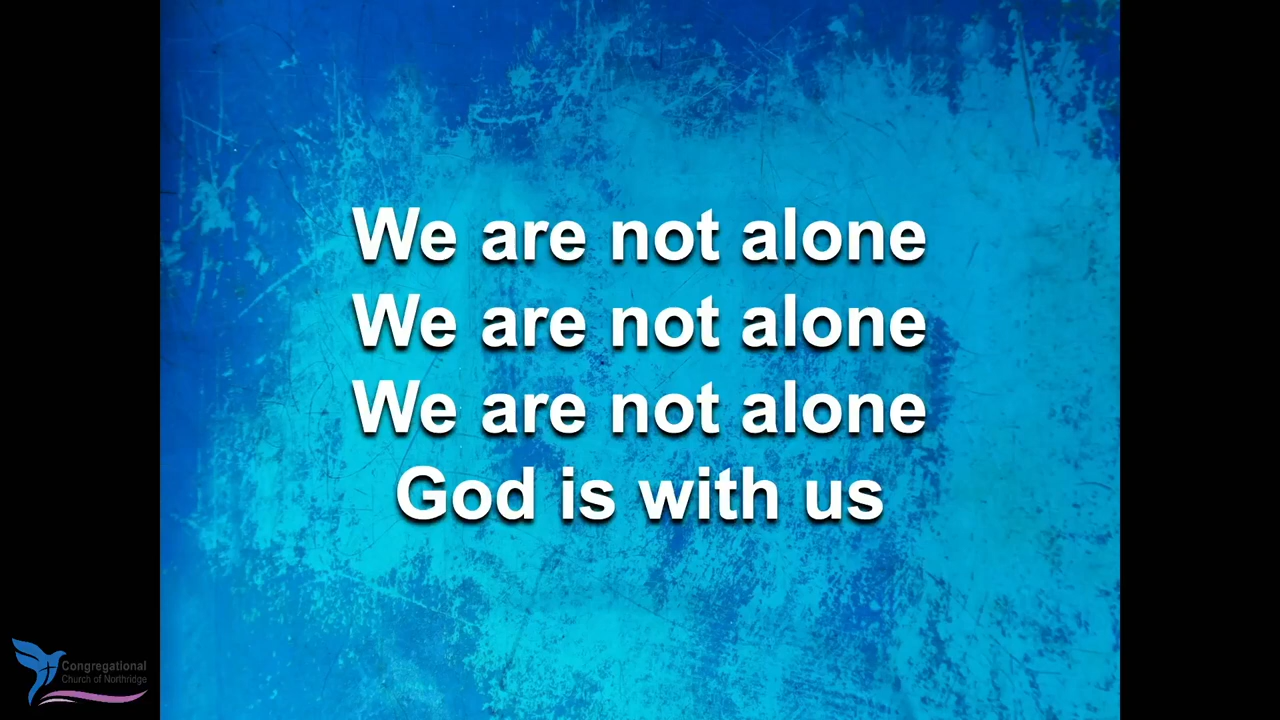 We are not alone
We are not alone
We are not alone
God is with us
Congregational
Church of Northridge